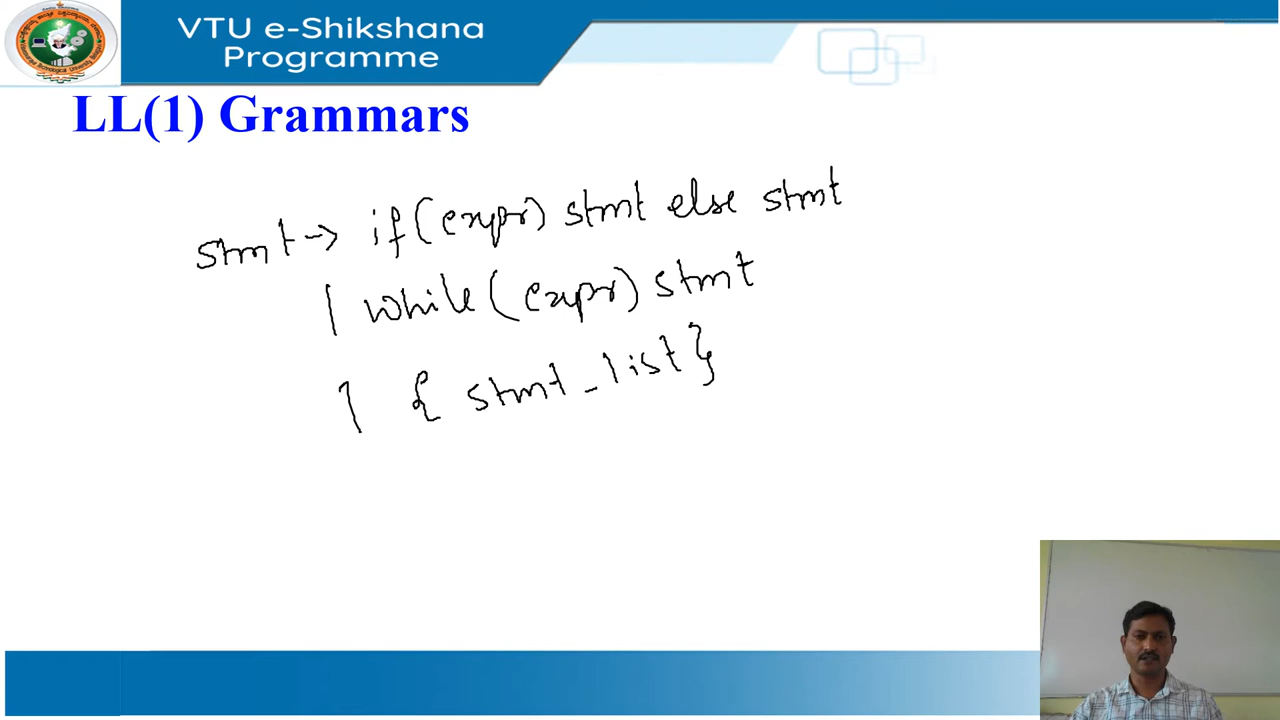 VTU e-Shikshana
Programme
LL(1) Grammars
stmt → if(expr) stmt else stmt
| while(expr) stmt
| { stmt_list}